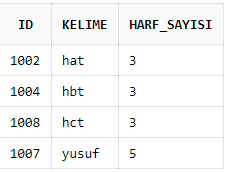 ID KELIME HARF_SAYISI
1002 hat 3
1004 hbt 3
1008 hct 3
1007 yusuf 5